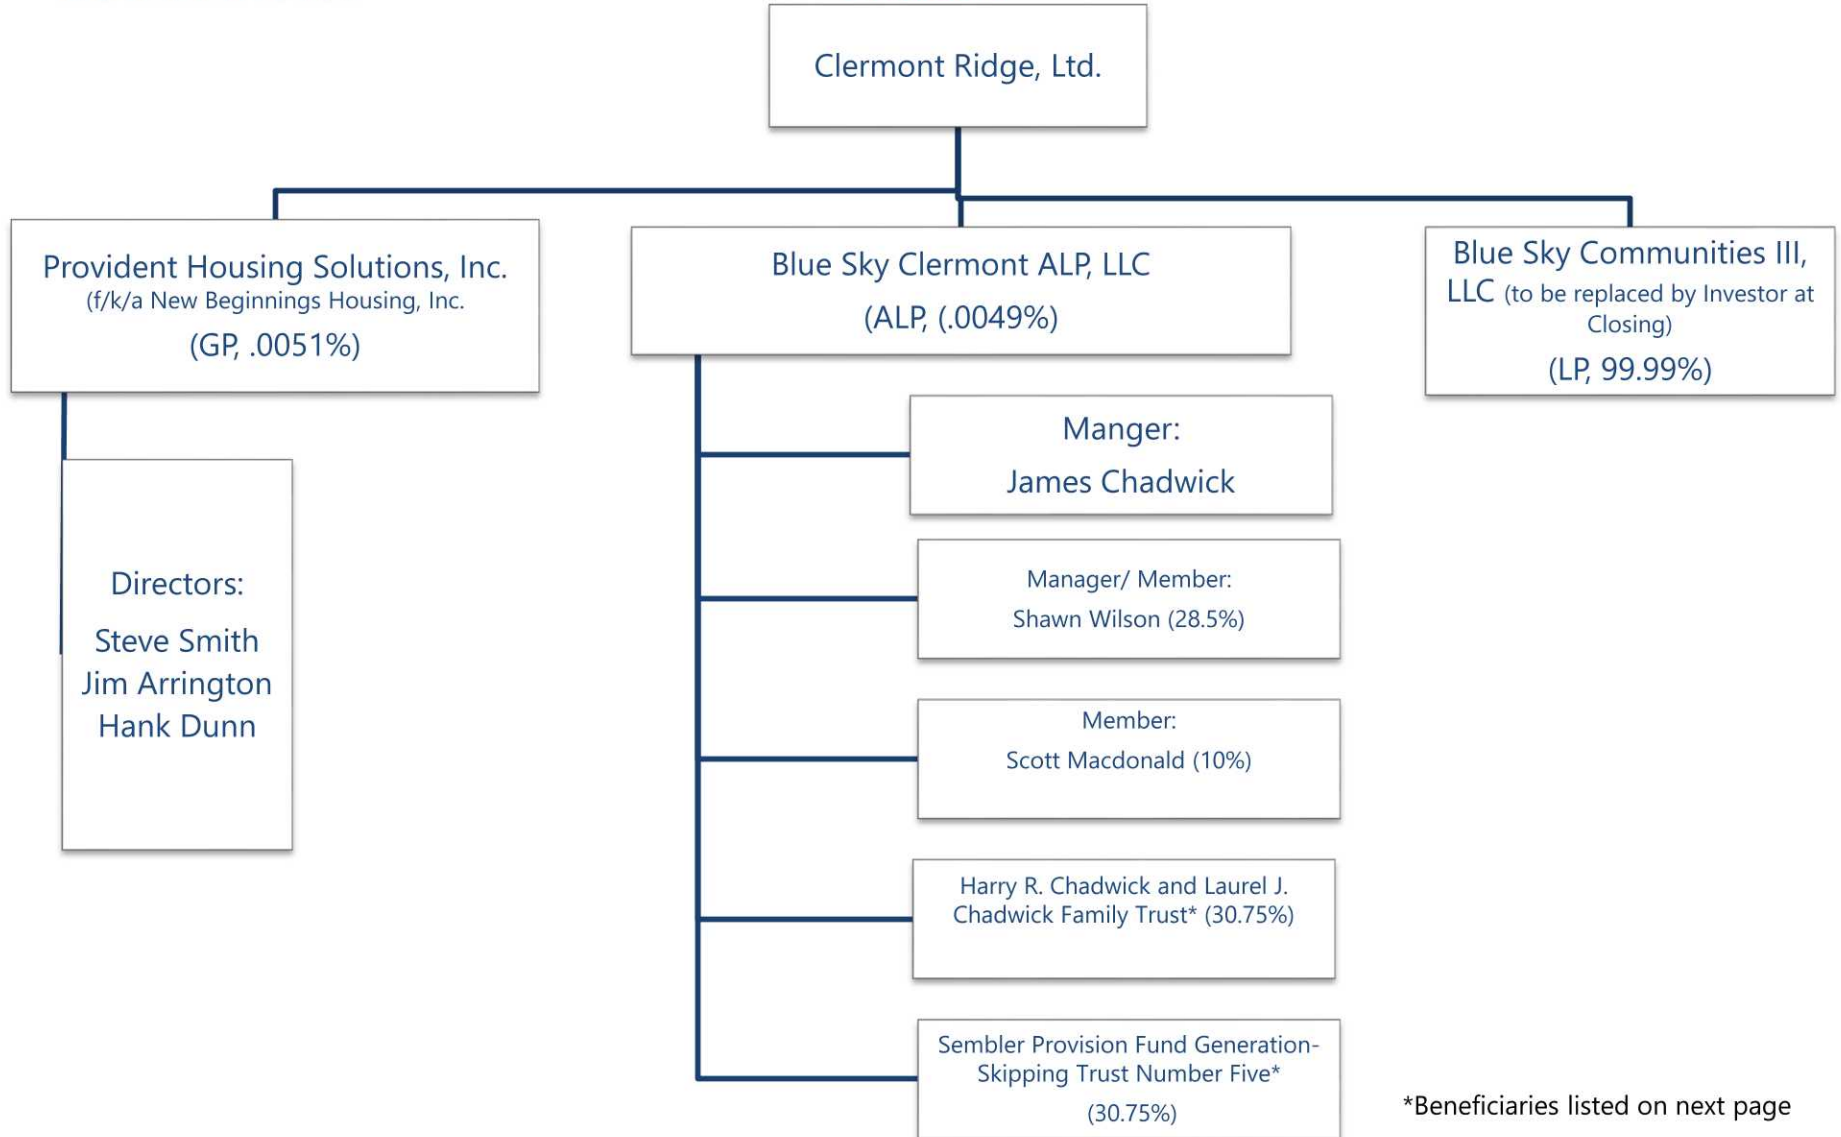 Clermont Ridge, Ltd.
Provident Housing Solutions, Inc.
(f/k/a New Beginnings Housing, Inc.
(GP, .0051%)
Blue Sky Clermont ALP, LLC
(ALP, (.0049%)
Blue Sky Communities III,
LLC (to be replaced by Investor at
Closing)
(LP, 99.99%)
Directors:
Steve Smith
Jim Arrington
Hank Dunn
Manger:
James Chadwick
Manager/ Member:
Shawn Wilson (28.5%)
Member:
Scott Macdonald (10%)
Harry R. Chadwick and Laurel J.
Chadwick Family Trust* (30.75%)
Sembler Provision Fund Generation-
Skipping Trust Number Five*
(30.75%)
*Beneficiaries listed on next page